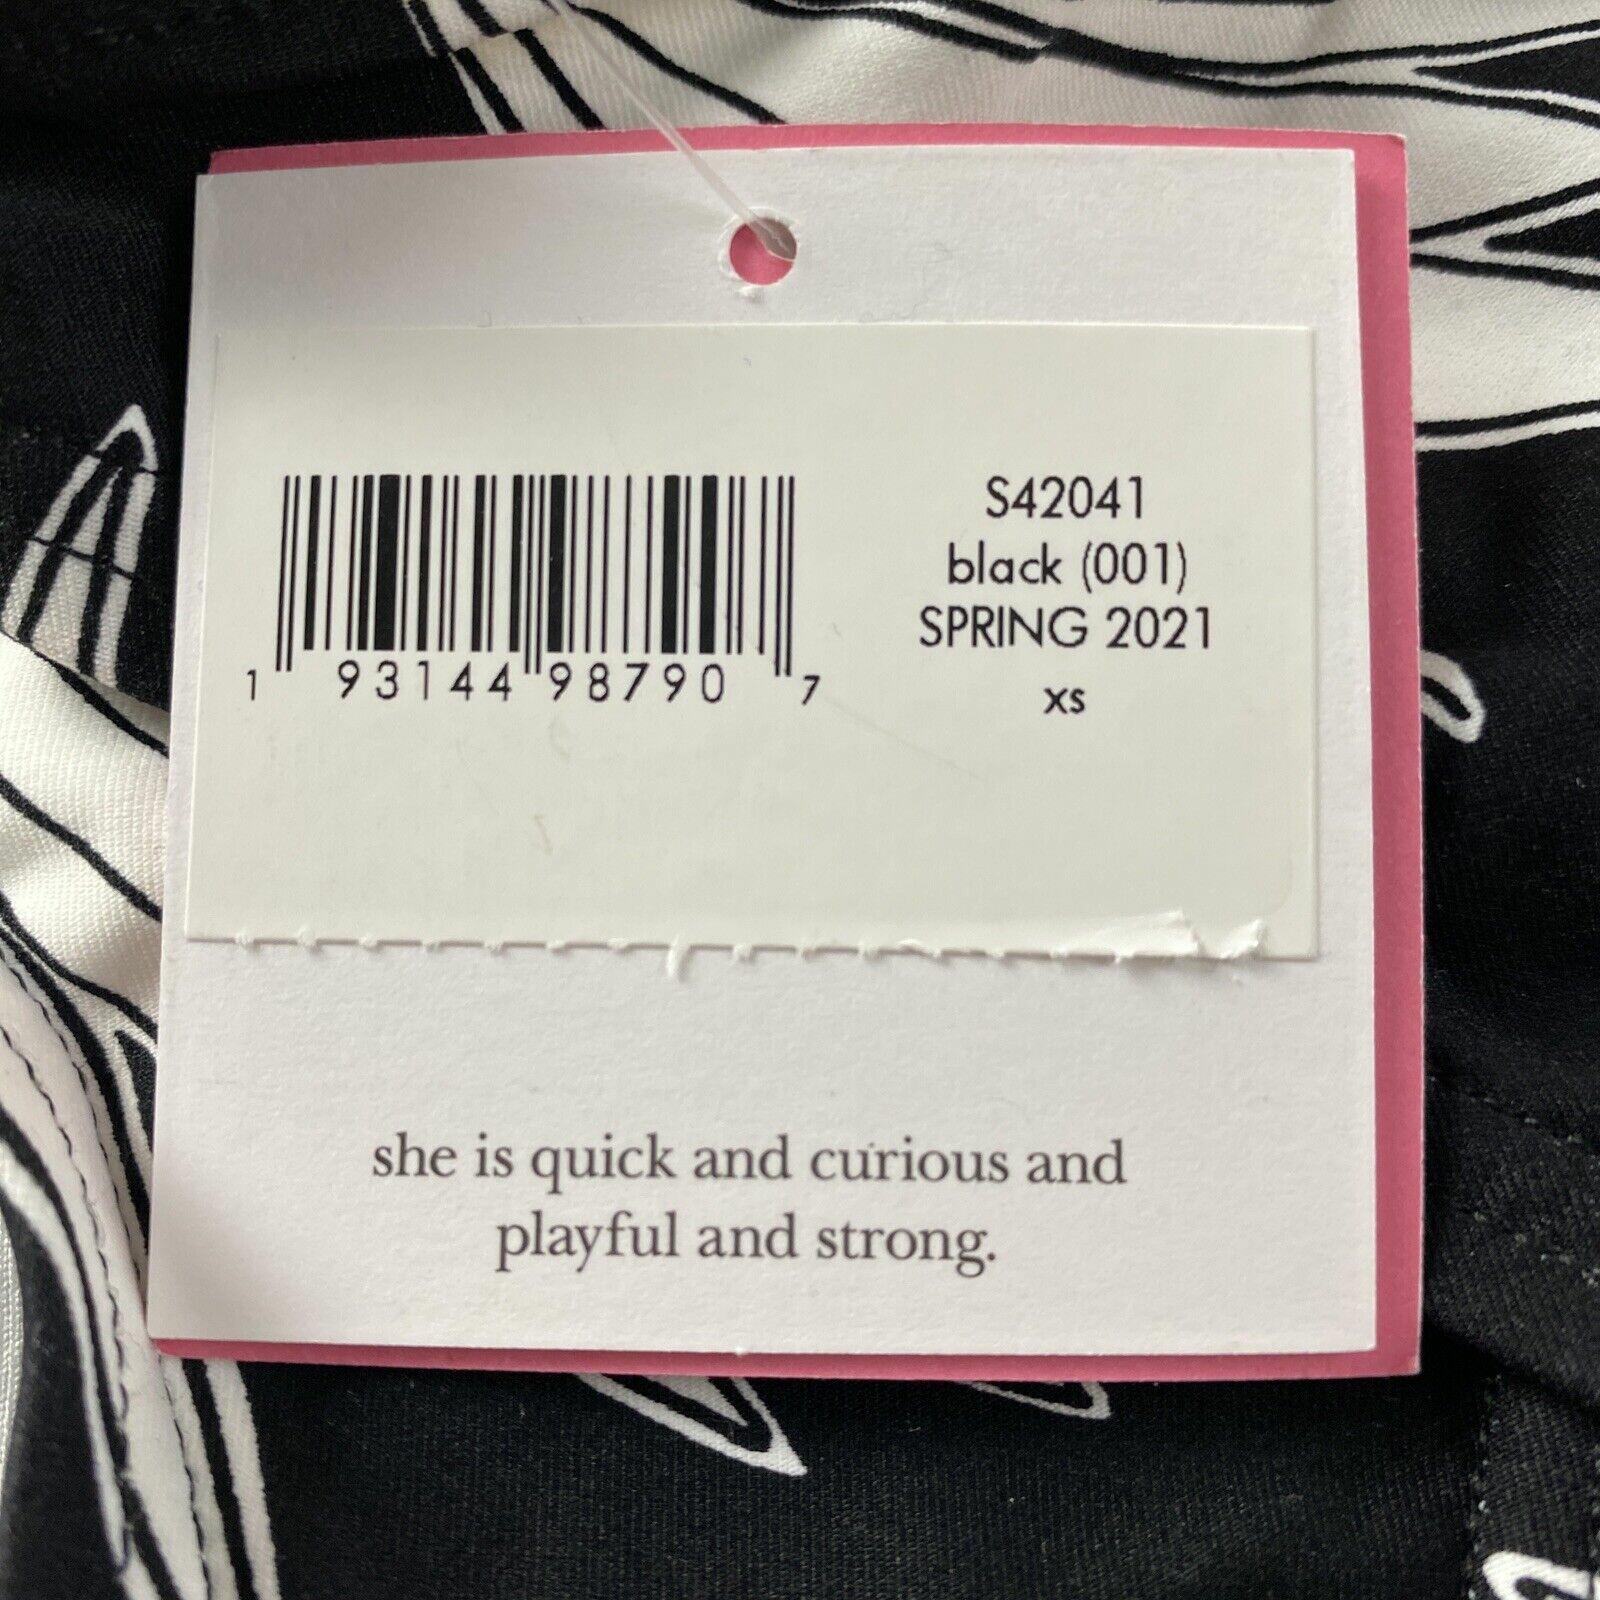 S42041
black (001)
SPRING 2021
xs
1 93144 98790 7
she is quick and curious and
playful and strong.